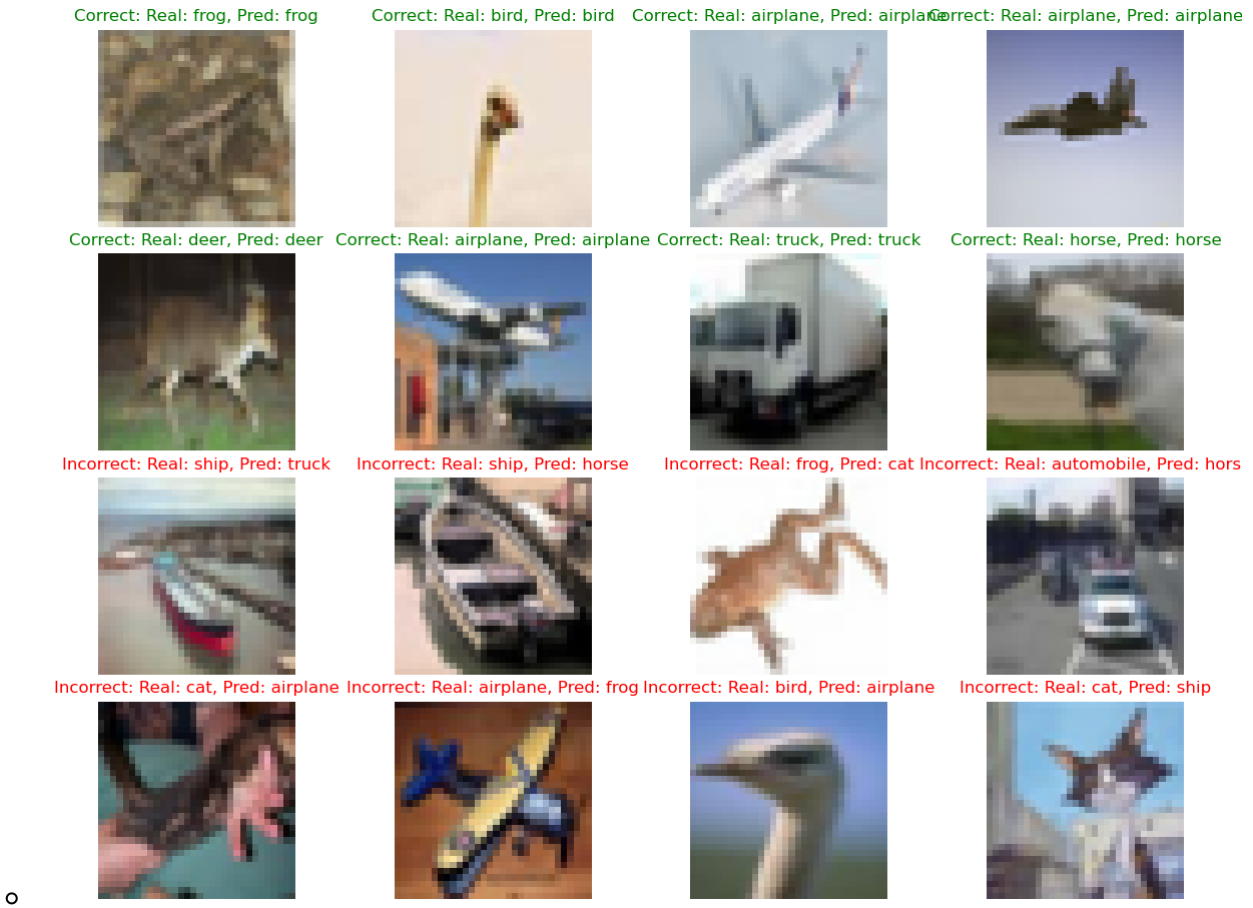 Correct: Real: frog, Pred: frog
Correct: Real: bird, Pred: bird
Correct: Real: airplane, Pred: airplane
Correct: Real: airplane, Pred: airplane
Correct: Real: deer, Pred: deer
Correct: Real: airplane, Pred: airplane
Correct: Real: truck, Pred: truck
Correct: Real: horse, Pred: horse
Incorrect: Real: ship, Pred: truck
Incorrect: Real: ship, Pred: horse
Incorrect: Real: frog, Pred: cat
Incorrect: Real: automobile, Pred: hors
Incorrect: Real: cat, Pred: airplane
Incorrect: Real: airplane, Pred: frog
Incorrect: Real: bird, Pred: airplane
Incorrect: Real: cat, Pred: ship